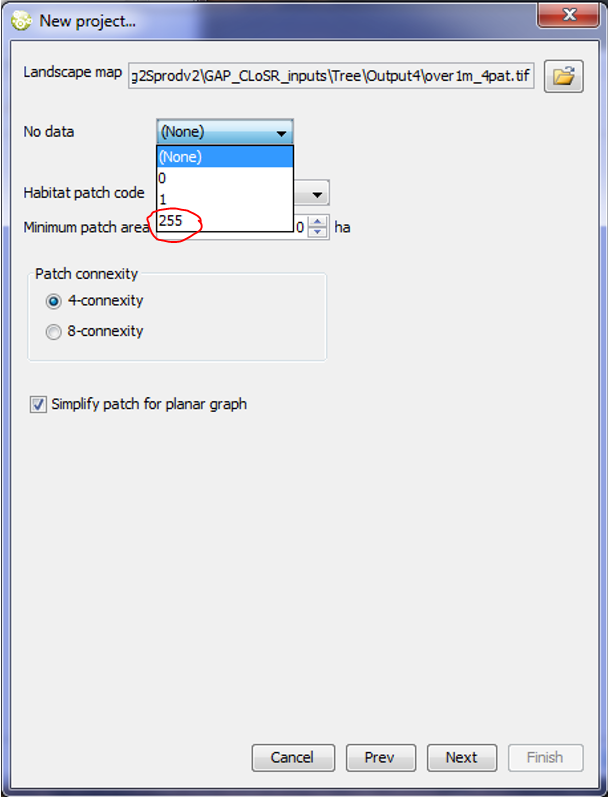 New project...
Landscape map g2Sprodv2\GAP_CLoSR_inputs\Tree\Output4\over1m_4pat.tif
No data (None)
(None)
0
Habitat patch code
1
255
Minimum patch area 0 ha
Patch connexity
4-connexity
8-connexity
Simplify patch for planar graph
Cancel Prev Next Finish